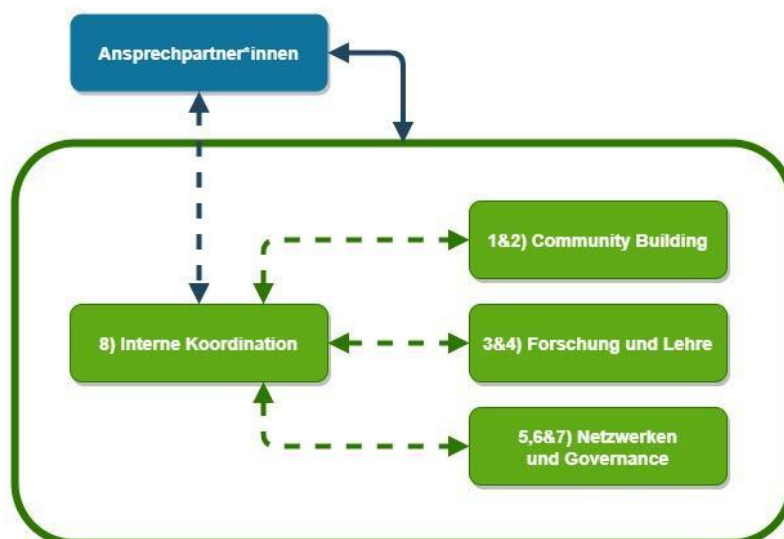 Ansprechpartner*innen
1&2) Community Building
8) Interne Koordination
3&4) Forschung und Lehre
5,6&7) Netzwerken
und Governance